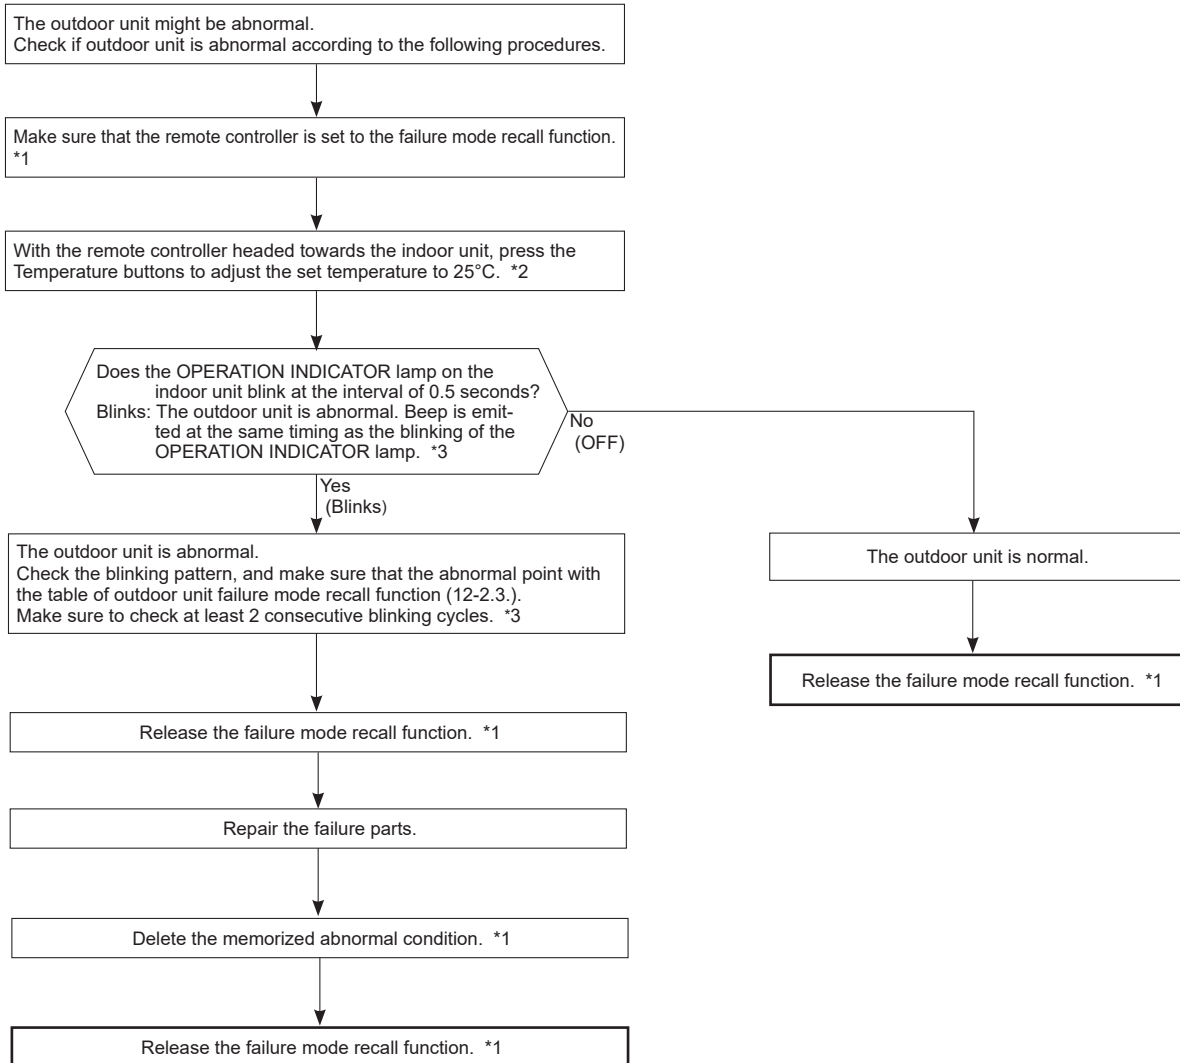 The outdoor unit might be abnormal.
Check if outdoor unit is abnormal according to the following procedures.
Make sure that the remote controller is set to the failure mode recall function.
*1
With the remote controller headed towards the indoor unit, press the
Temperature buttons to adjust the set temperature to 25°C. *2
Does the OPERATION INDICATOR lamp on the
indoor unit blink at the interval of 0.5 seconds?
Blinks: The outdoor unit is abnormal. Beep is emit-
ted at the same timing as the blinking of the
OPERATION INDICATOR lamp. *3
No
(OFF)
Yes
(Blinks)
The outdoor unit is abnormal.
Check the blinking pattern, and make sure that the abnormal point with
the table of outdoor unit failure mode recall function (12-2.3.).
Make sure to check at least 2 consecutive blinking cycles. *3
The outdoor unit is normal.
Release the failure mode recall function. *1
Release the failure mode recall function. *1
Repair the failure parts.
Delete the memorized abnormal condition. *1
Release the failure mode recall function. *1